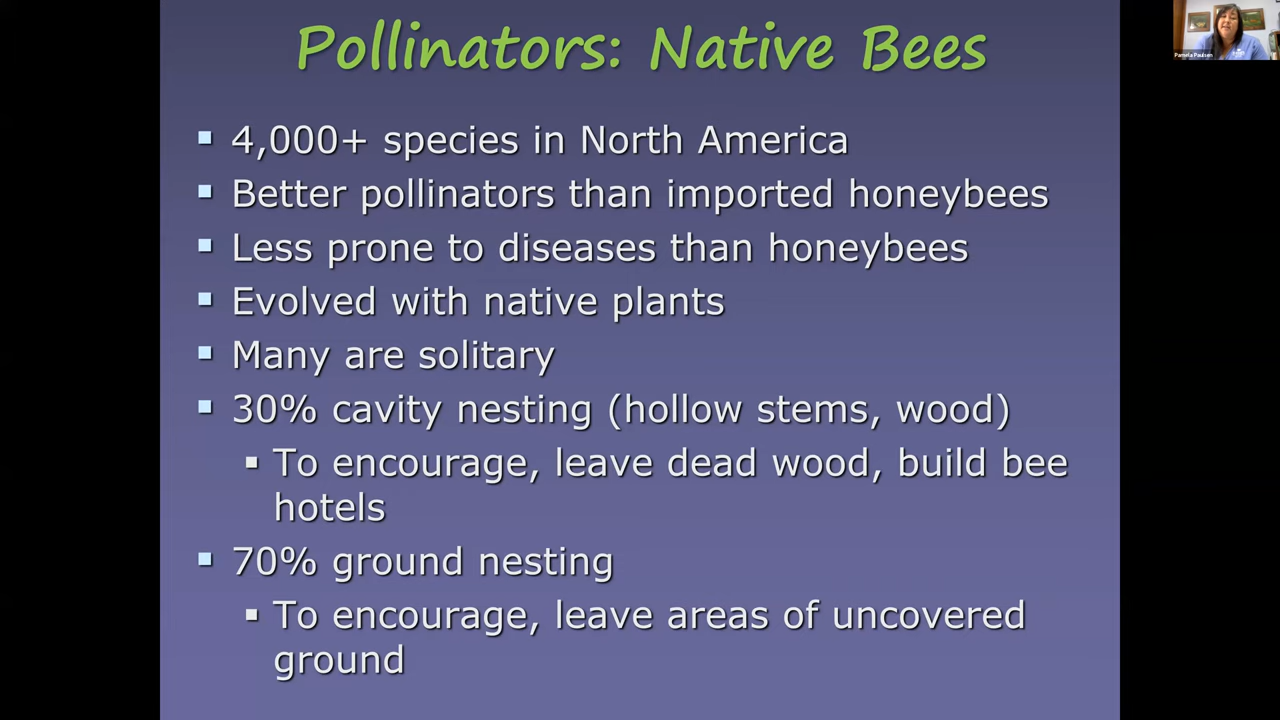 Pollinators: Native Bees
Pamela Paulsen
▪ 4,000+ species in North America
▪ Better pollinators than imported honeybees
▪ Less prone to diseases than honeybees
▪ Evolved with native plants
▪ Many are solitary
▪ 30% cavity nesting (hollow stems, wood)
▪ To encourage, leave dead wood, build bee
hotels
▪ 70% ground nesting
▪ To encourage, leave areas of uncovered
ground